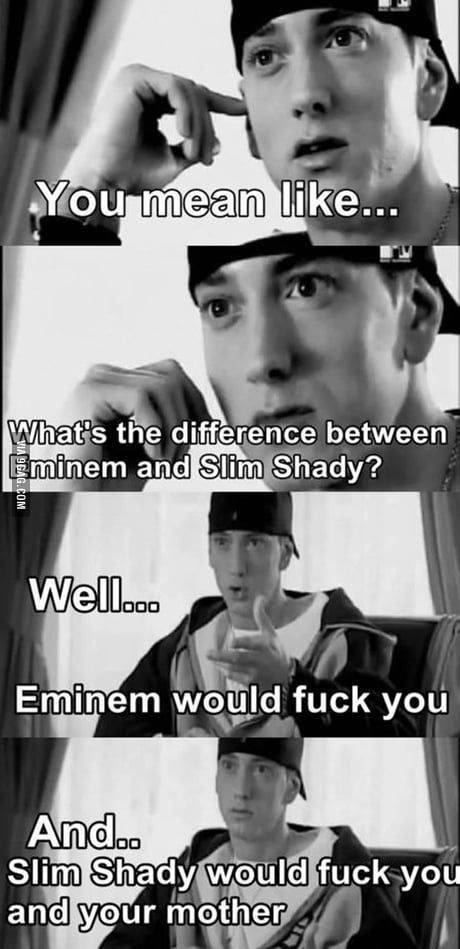 You mean like...
What's the difference between
Eminem and Slim Shady?
VIA 9GAG.COM
Well...
Eminem would fuck you
And..
Slim Shady would fuck you
and your mother